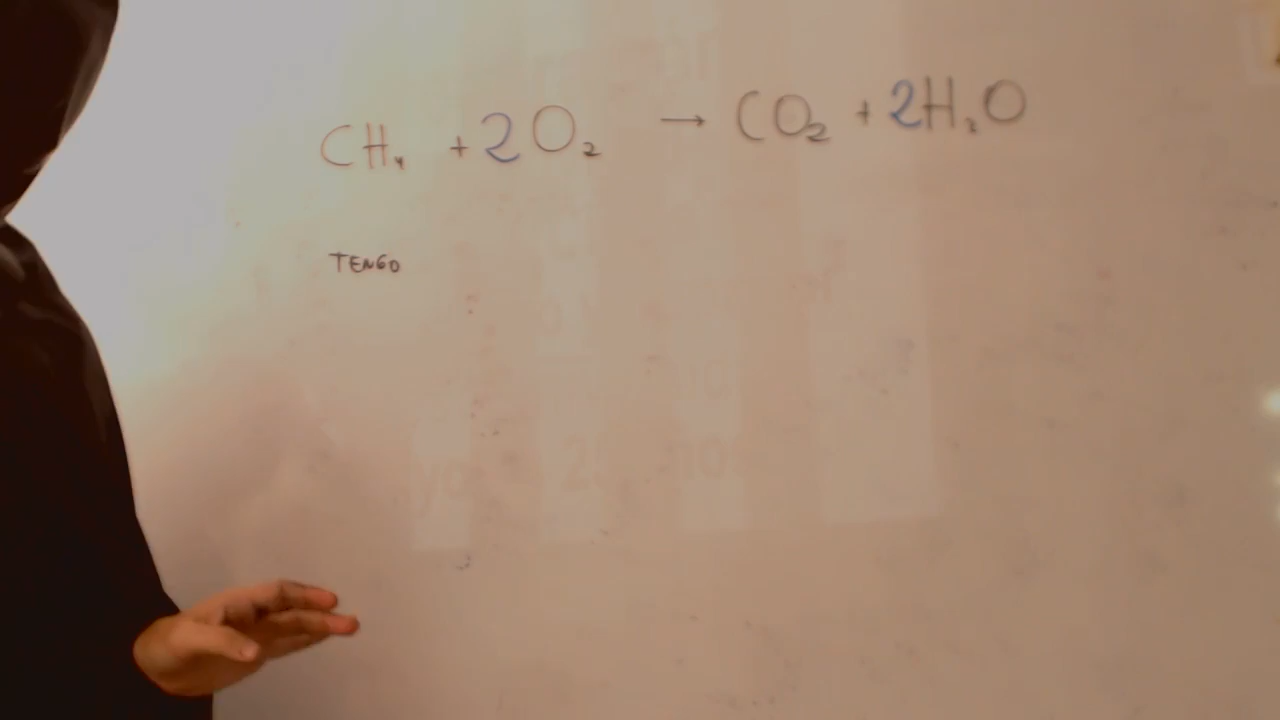 CH₄ + 2O₂ → CO₂ + 2H₂O
TENGO